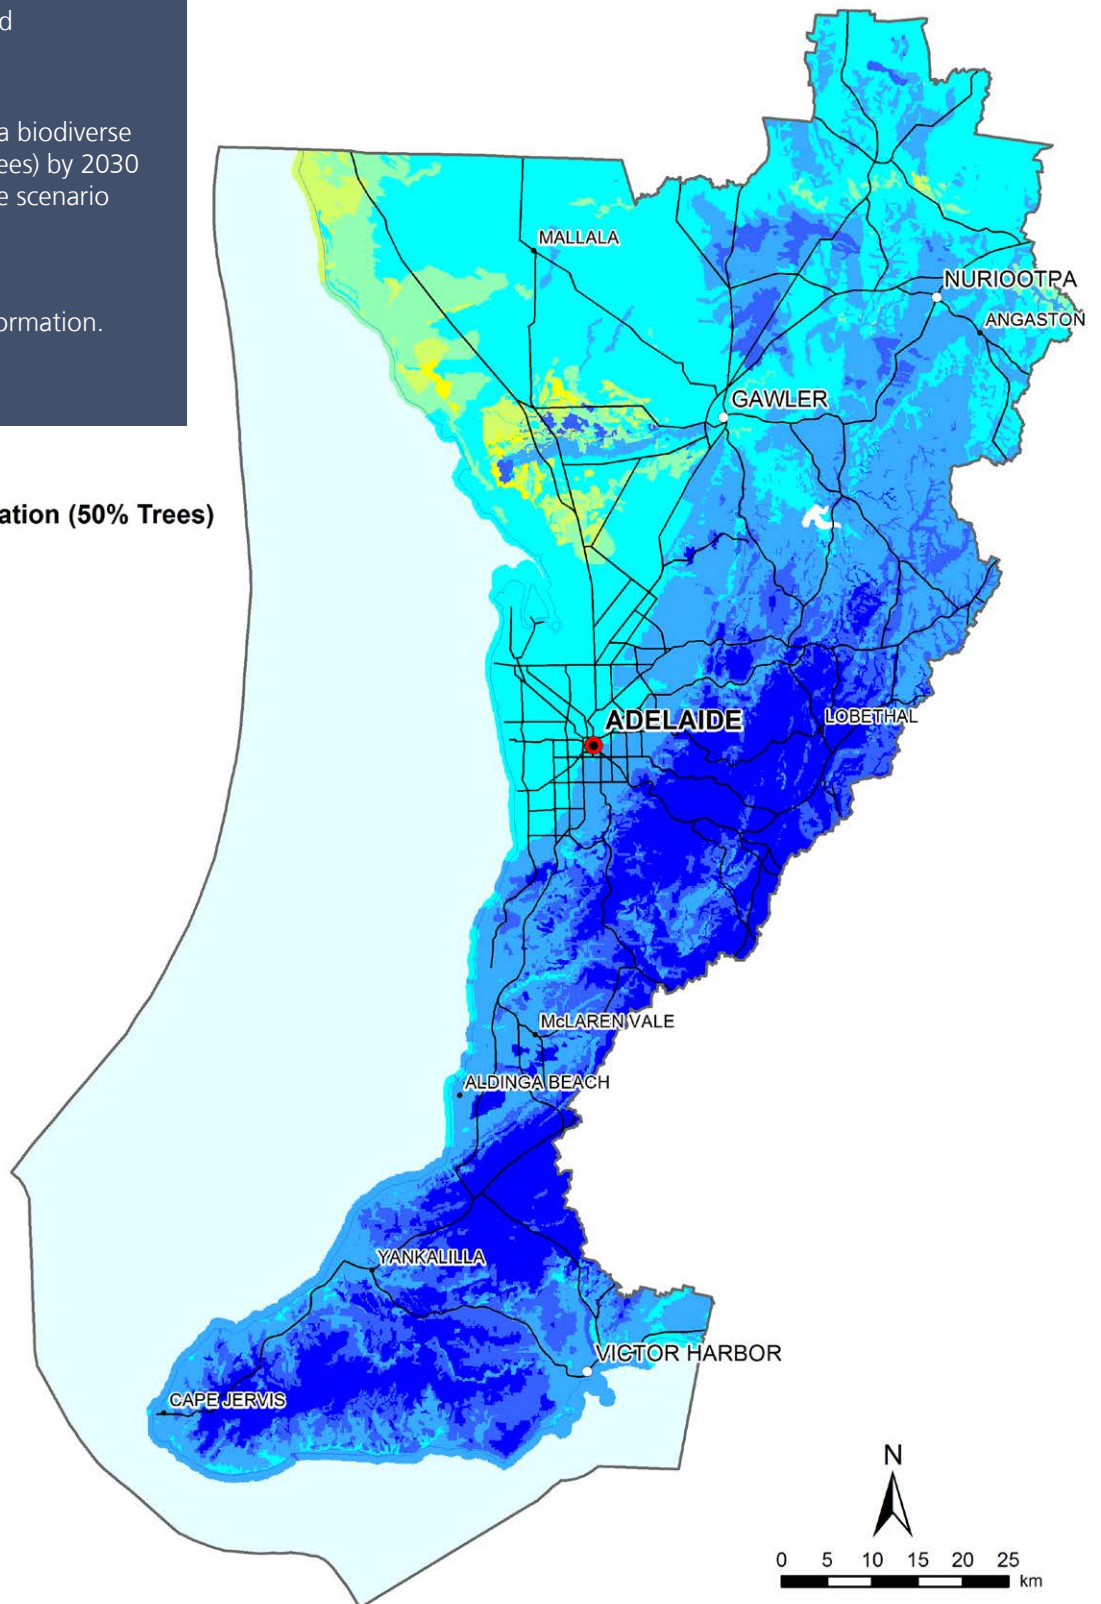 d
a biodiverse
ees) by 2030
e scenario
ormation.
ation (50% Trees)
MALLALA
NURIOOTPA
ANGASTON
GAWLER
ADELAIDE
LOBETHAL
McLAREN VALE
ALDINGA BEACH
YANKALILLA
VICTOR HARBOR
CAPE JERVIS
N
0 5 10 15 20 25
km